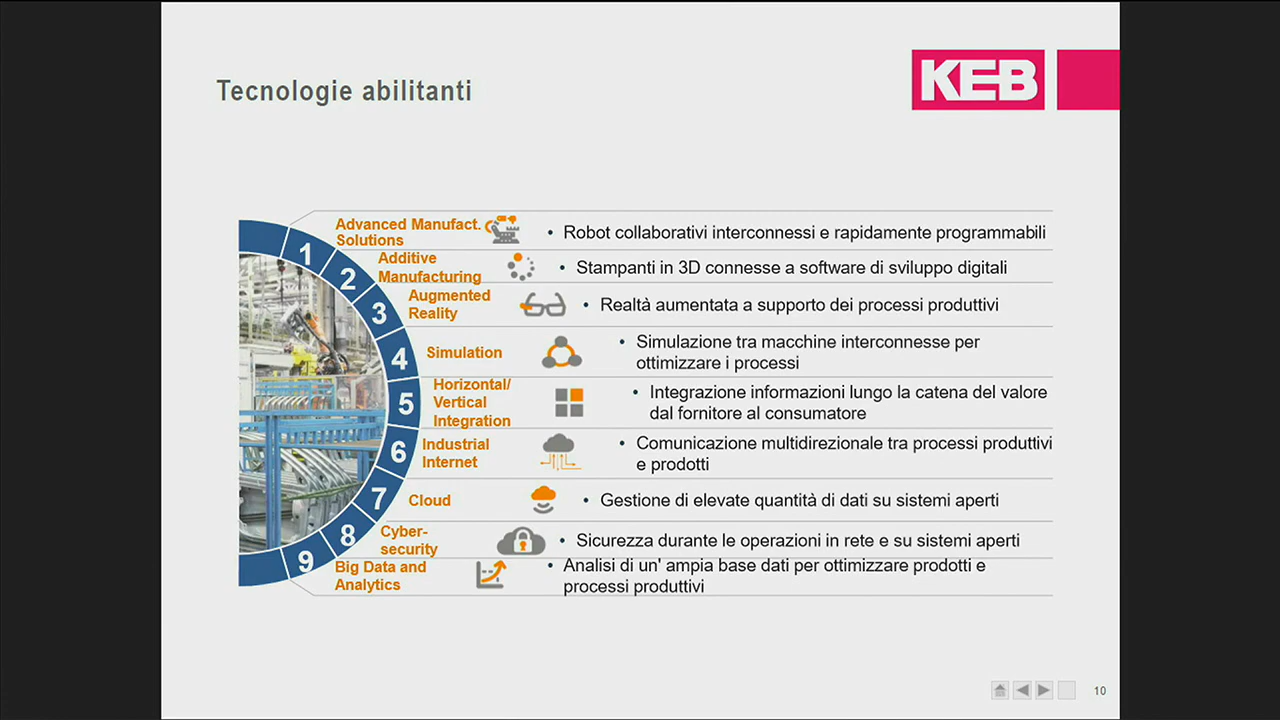 Tecnologie abilitanti
KEB
1
Advanced Manufact.
Solutions
• Robot collaborativi interconnessi e rapidamente programmabili
2
Additive
Manufacturing
• Stampanti in 3D connesse a software di sviluppo digitali
3
Augmented
Reality
• Realtà aumentata a supporto dei processi produttivi
4
Simulation
• Simulazione tra macchine interconnesse per
ottimizzare i processi
5
Horizontal/
Vertical
Integration
• Integrazione informazioni lungo la catena del valore
dal fornitore al consumatore
6
Industrial
Internet
• Comunicazione multidirezionale tra processi produttivi
e prodotti
7
Cloud
• Gestione di elevate quantità di dati su sistemi aperti
8
Cyber-
security
• Sicurezza durante le operazioni in rete e su sistemi aperti
9
Big Data and
Analytics
• Analisi di un' ampia base dati per ottimizzare prodotti e
processi produttivi
10